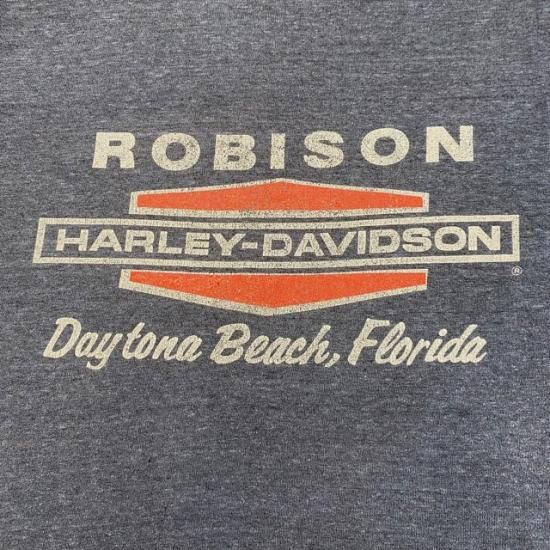 ROBISON
HARLEY-DAVIDSON
®
Daytona Beach, Florida